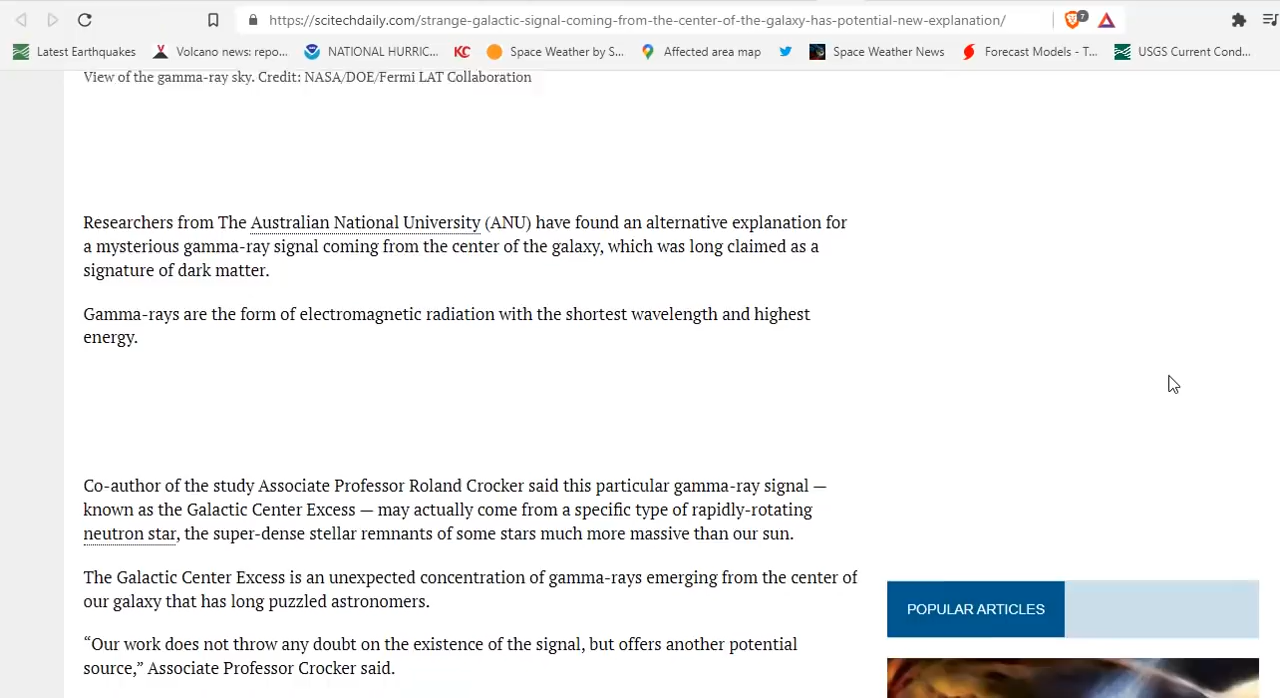 https://scitechdaily.com/strange-galactic-signal-coming-from-the-center-of-the-galaxy-has-potential-new-explanation/
7
Latest Earthquakes
Volcano news: repo...
NATIONAL HURRIC...
KC
Space Weather by S...
Affected area map
Space Weather News
Forecast Models - T...
USGS Current Cond...
View of the gamma-ray sky. Credit: NASA/DOE/Fermi LAT Collaboration
Researchers from The Australian National University (ANU) have found an alternative explanation for
a mysterious gamma-ray signal coming from the center of the galaxy, which was long claimed as a
signature of dark matter.
Gamma-rays are the form of electromagnetic radiation with the shortest wavelength and highest
energy.
Co-author of the study Associate Professor Roland Crocker said this particular gamma-ray signal —
known as the Galactic Center Excess — may actually come from a specific type of rapidly-rotating
neutron star, the super-dense stellar remnants of some stars much more massive than our sun.
The Galactic Center Excess is an unexpected concentration of gamma-rays emerging from the center of
our galaxy that has long puzzled astronomers.
“Our work does not throw any doubt on the existence of the signal, but offers another potential
source,” Associate Professor Crocker said.
POPULAR ARTICLES